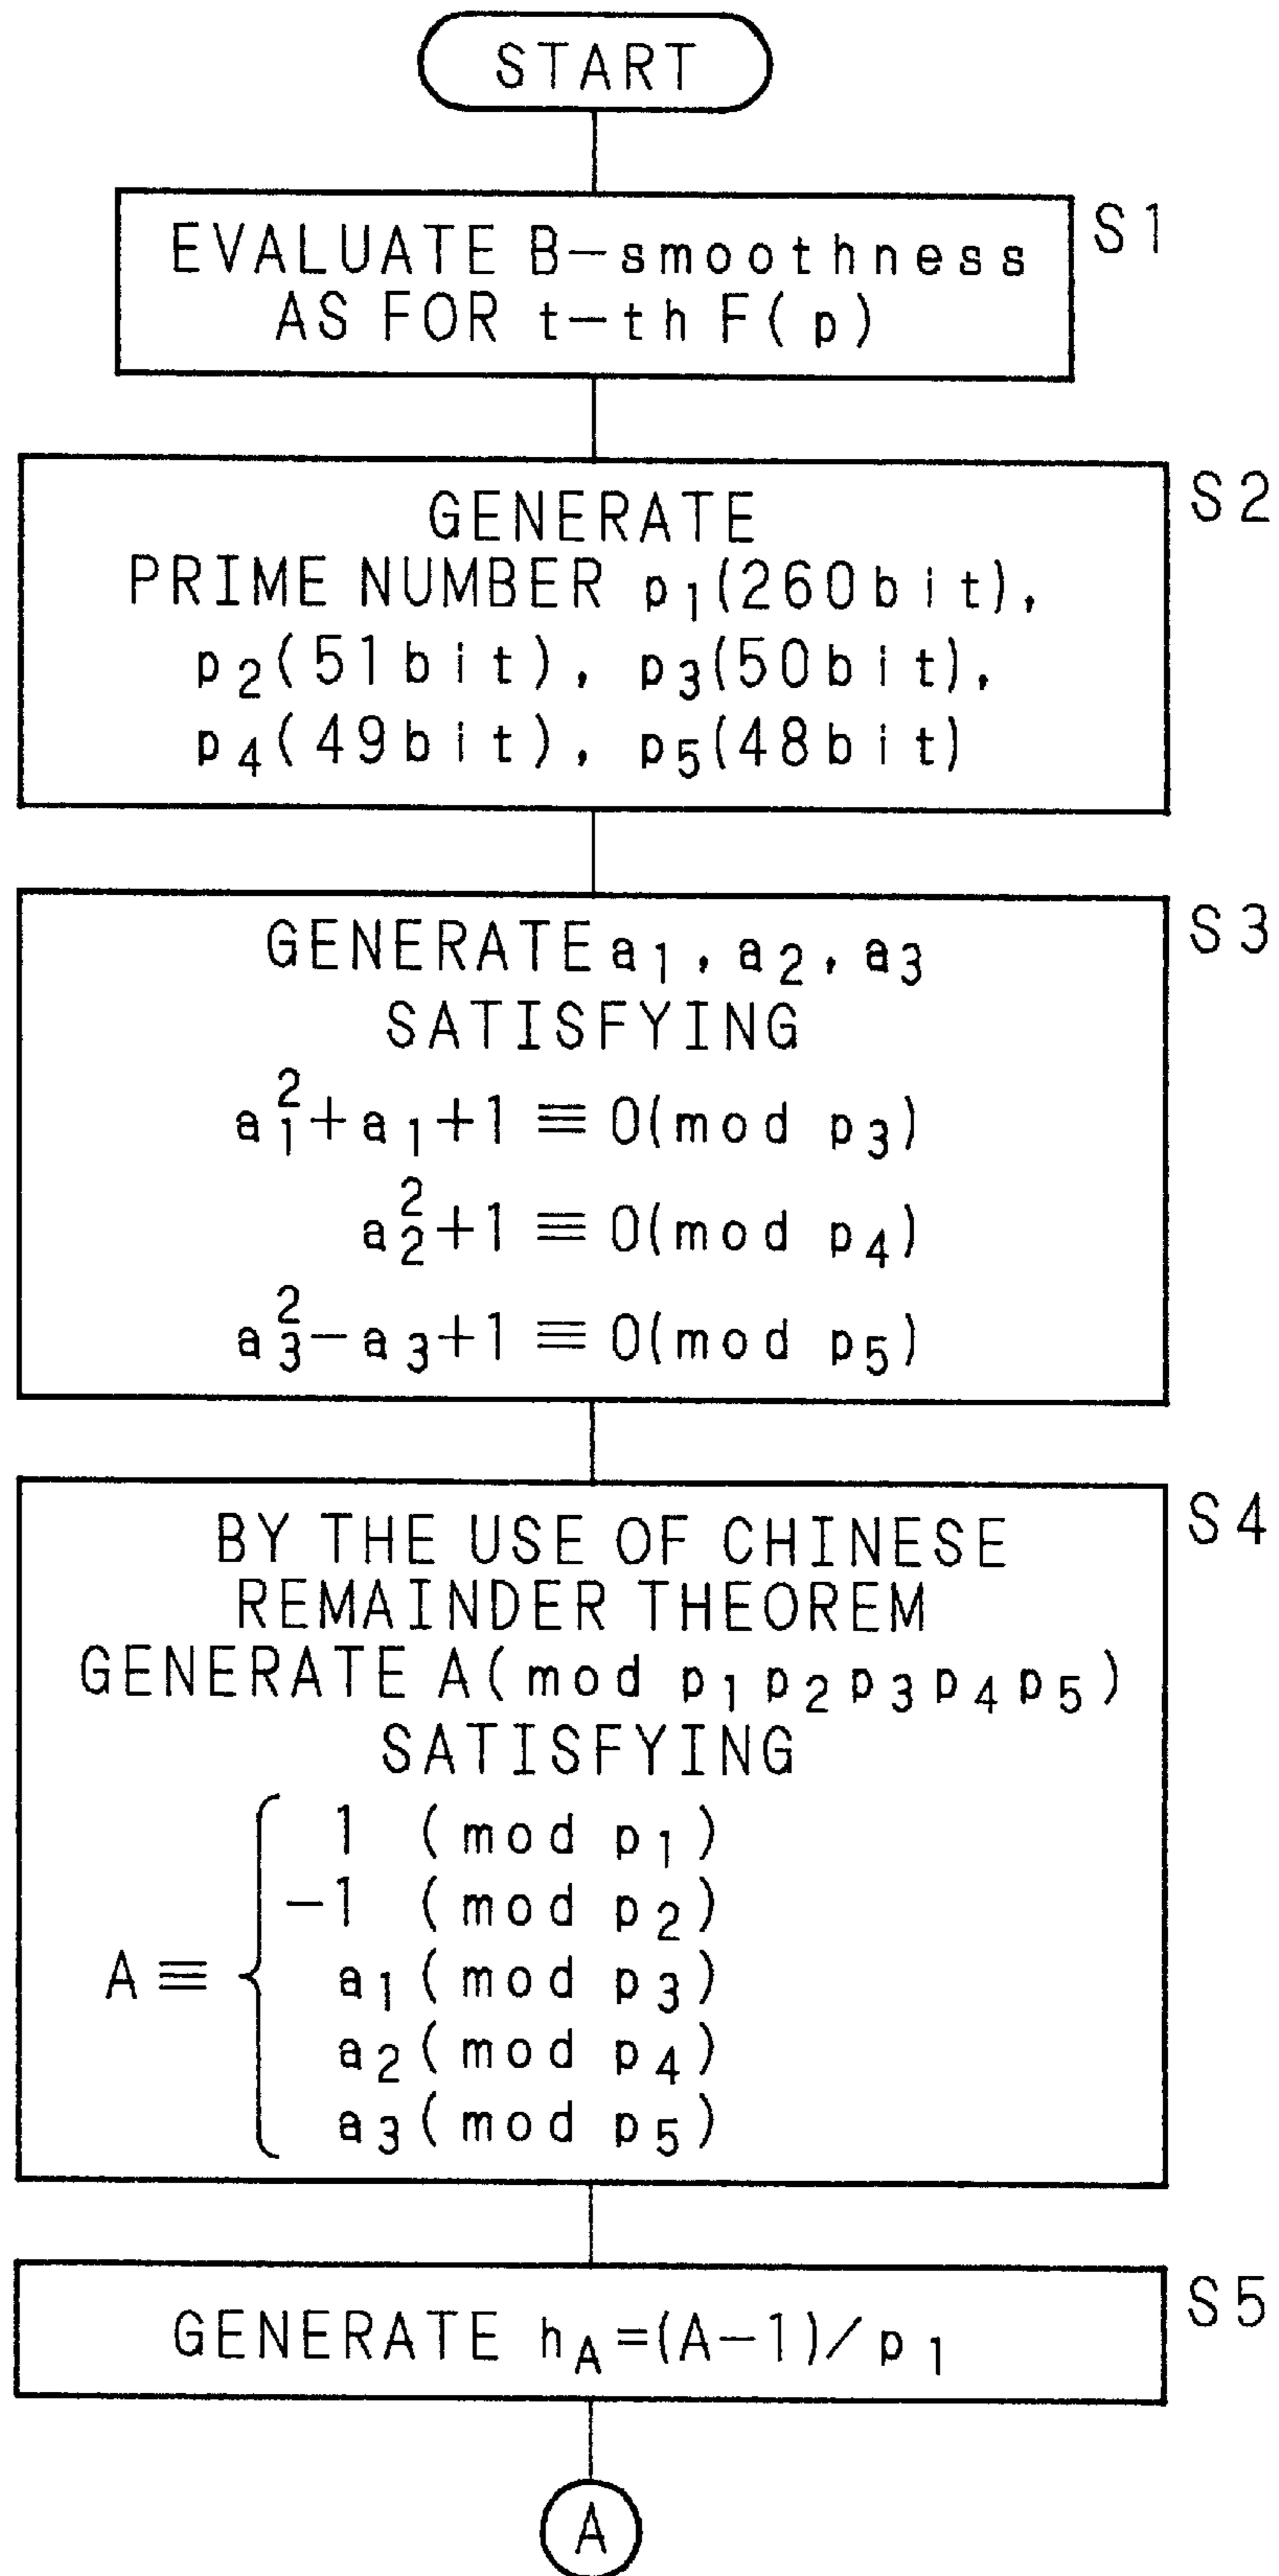 START
EVALUATE B-smoothness S1
AS FOR t-th F(p)
GENERATE S2
PRIME NUMBER p₁(260bit),
p₂(51bit), p₃(50bit),
p₄(49bit), p₅(48bit)
GENERATE a₁, a₂, a₃ S3
SATISFYING
a₁²+a₁+1 ≡ 0(mod p₃)
a₂²+1 ≡ 0(mod p₄)
a₃²-a₃+1 ≡ 0(mod p₅)
BY THE USE OF CHINESE S4
REMAINDER THEOREM
GENERATE A(mod p₁p₂p₃p₄p₅)
SATISFYING
1 (mod p₁)
-1 (mod p₂)
A ≡ { a₁(mod p₃)
a₂(mod p₄)
a₃(mod p₅)
GENERATE h_A=(A-1)/p₁ S5
A